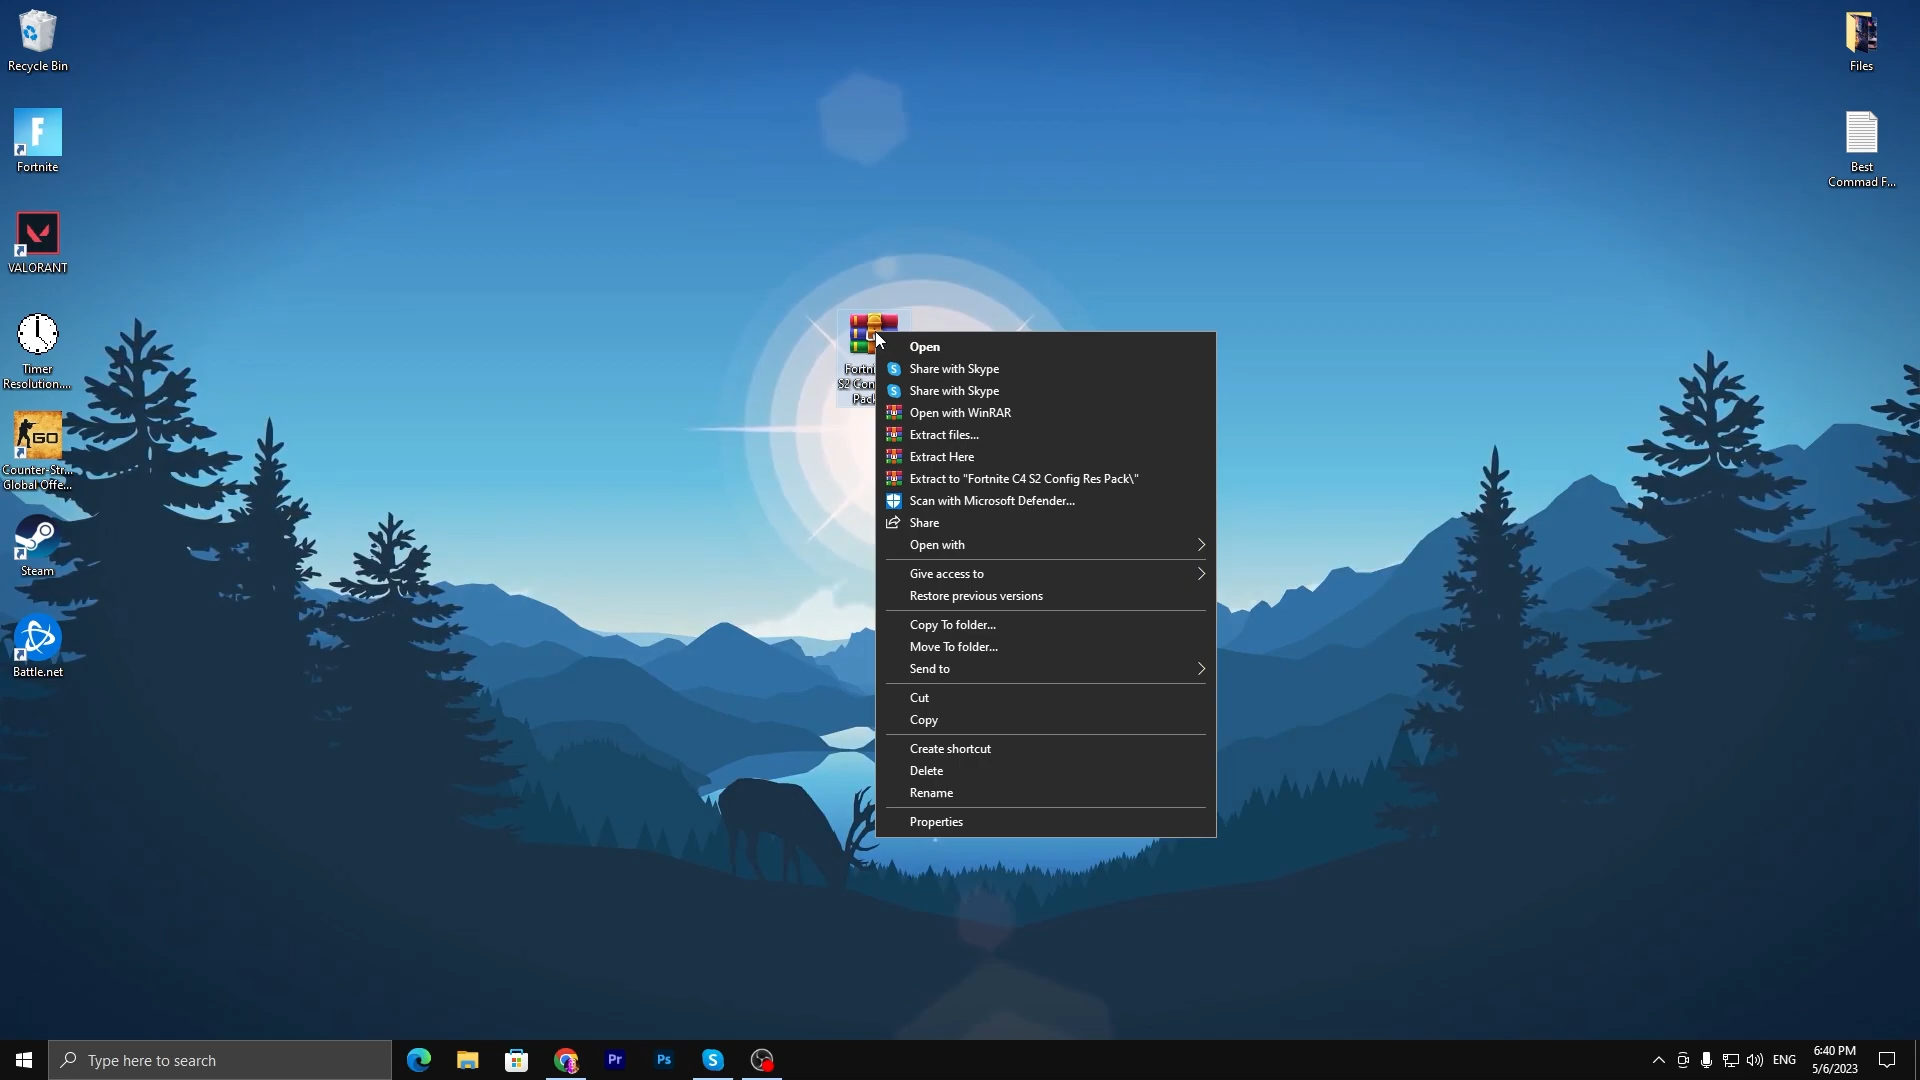 Recycle Bin
Fortnite
VALORANT
Timer
Resolution....
GO
Counter-Str...
Global Offe...
Steam
Battle.net
Files
Best
Commad F...
Open
Share with Skype
Share with Skype
Open with WinRAR
Extract files...
Extract Here
Extract to "Fortnite C4 S2 Config Res Pack\"
Scan with Microsoft Defender...
Share
Open with
Give access to
Restore previous versions
Copy To folder...
Move To folder...
Send to
Cut
Copy
Create shortcut
Delete
Rename
Properties
Type here to search
Pr
Ps
ENG
6:40 PM
5/6/2023